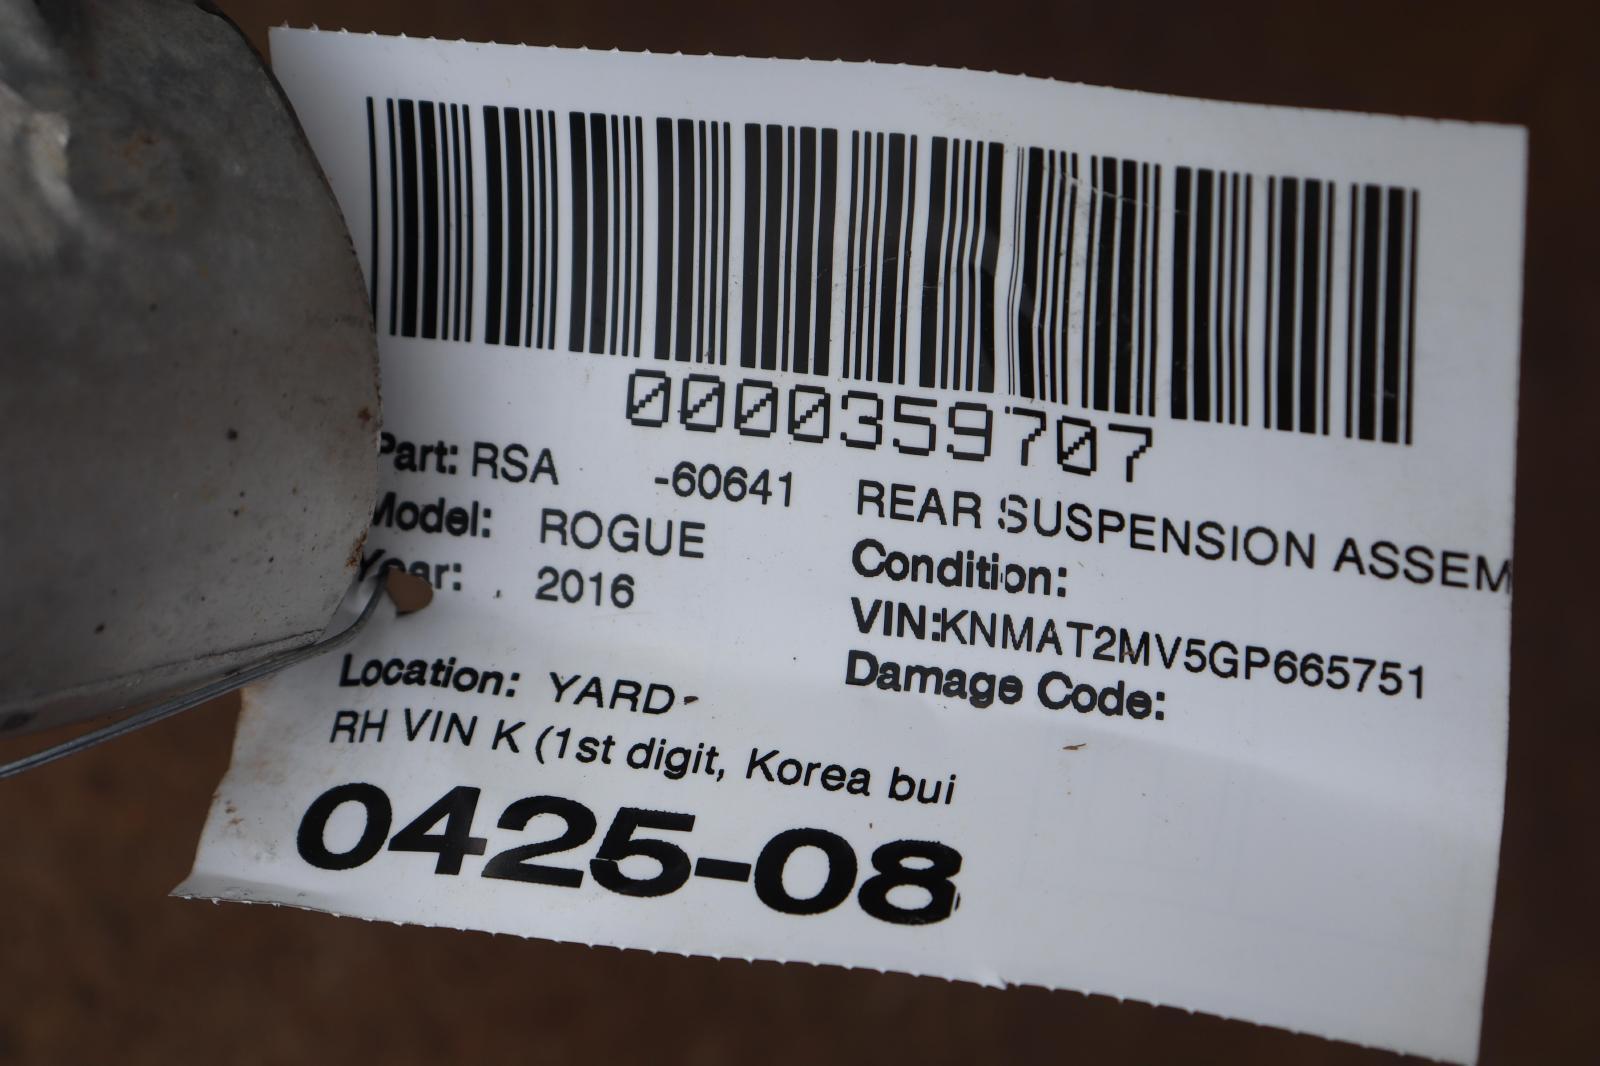 0000359707
Part: RSA -60641 REAR SUSPENSION ASSEM
Model: ROGUE Condition:
Year: 2016 VIN:KNMAT2MV5GP665751
Damage Code:
Location: YARD-
RH VIN K (1st digit, Korea bui
0425-08